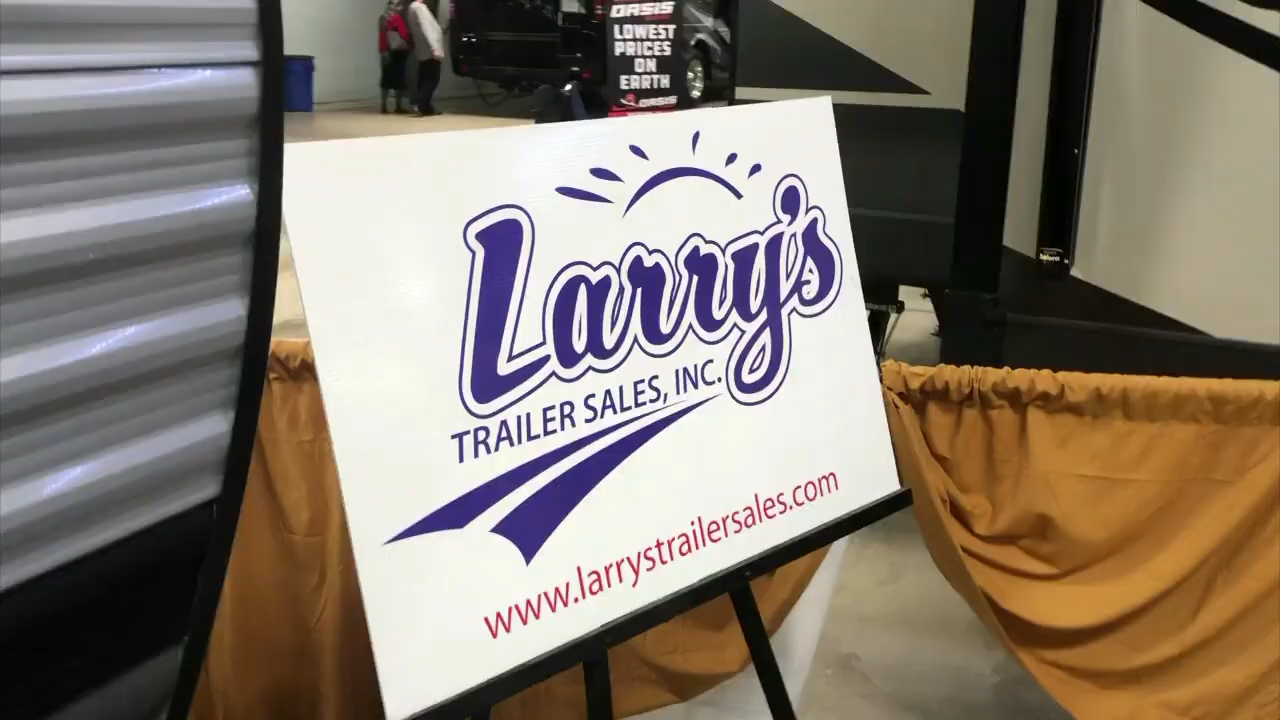 OASIS
LOWEST
PRICES
ON
EARTH
OASIS
Larry's
TRAILER SALES, INC.
www.larrystrailersales.com